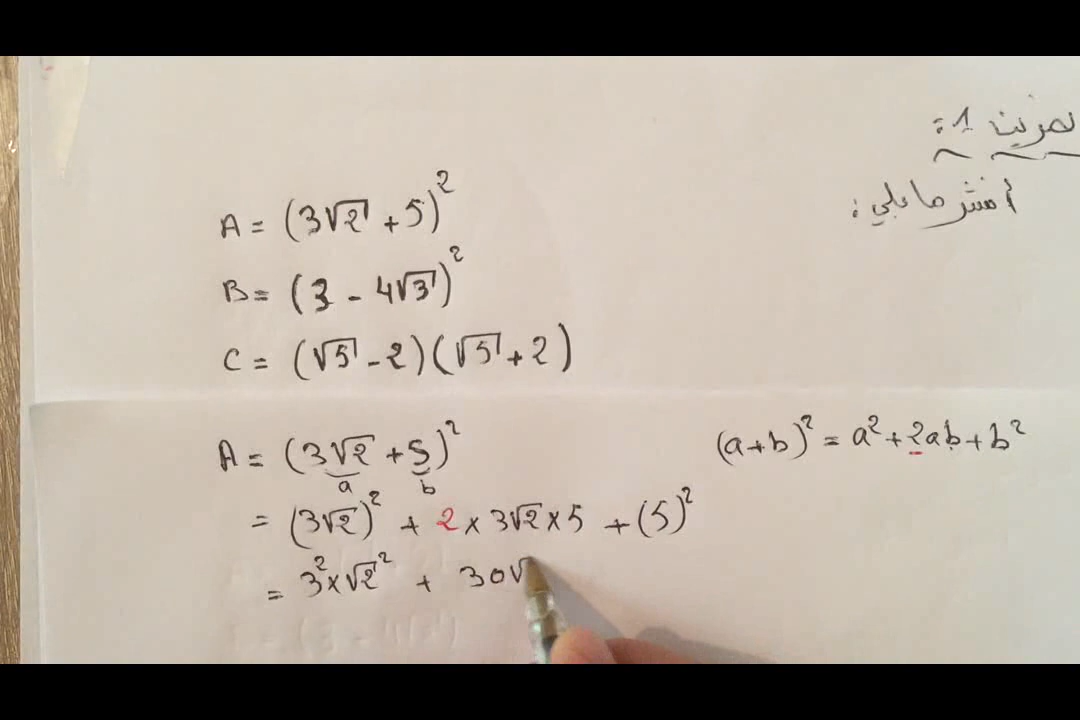 تمرين 1:
أنشر ما يلي:
A = (3√2 + 5)²
B = (3 - 4√3)²
C = (√5 - 2)(√5 + 2)
A = (3√2 + 5)²
a b
(a+b)² = a² + 2ab + b²
= (3√2)² + 2 × 3√2 × 5 + (5)²
= 3² × √2² + 30√